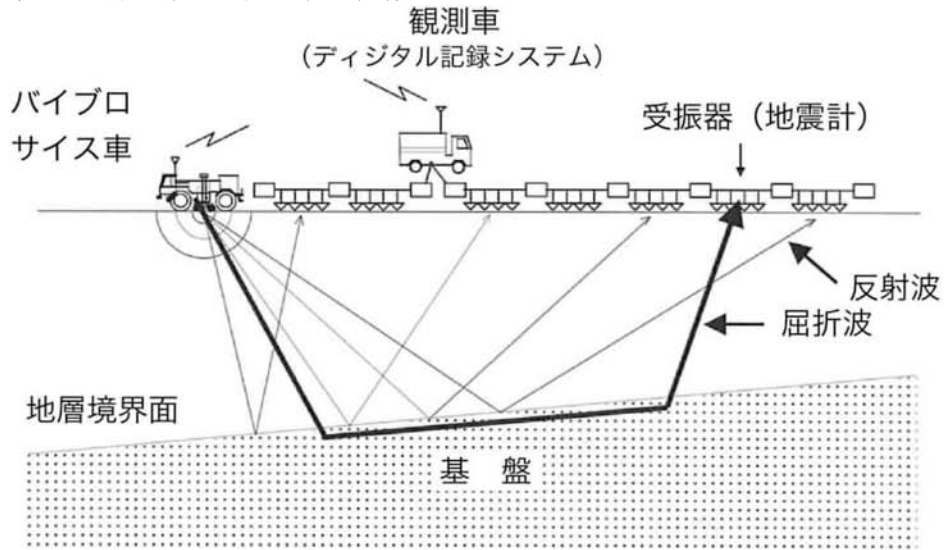 観測車
(ディジタル記録システム)
バイブロ
サイス車
受振器(地震計)
反射波
屈折波
地層境界面
基 盤